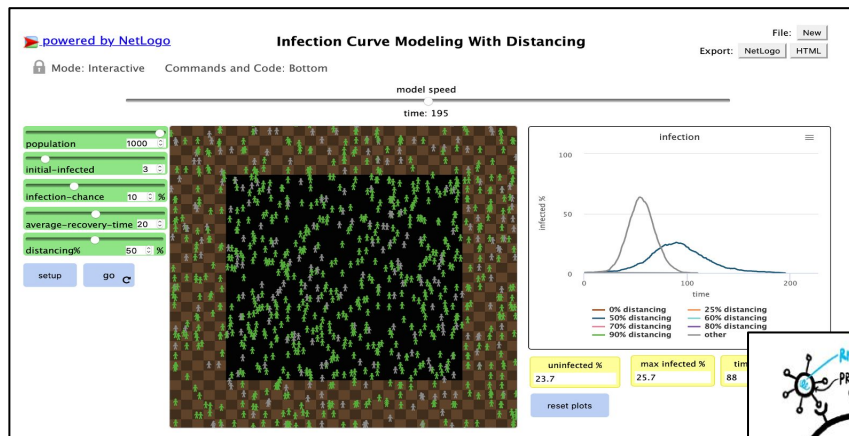 powered by NetLogo
Infection Curve Modeling With Distancing
File: New
Export: NetLogo HTML
Mode: Interactive Commands and Code: Bottom
model speed
time: 195
population 1000
initial-infected 3
infection-chance 10 %
average-recovery-time 20
distancing% 50 %
setup go
infection
100
50
0
infected %
0 100 200
time
0% distancing 25% distancing
50% distancing 60% distancing
70% distancing 80% distancing
90% distancing other
uninfected %
23.7
max infected %
25.7
88
reset plots